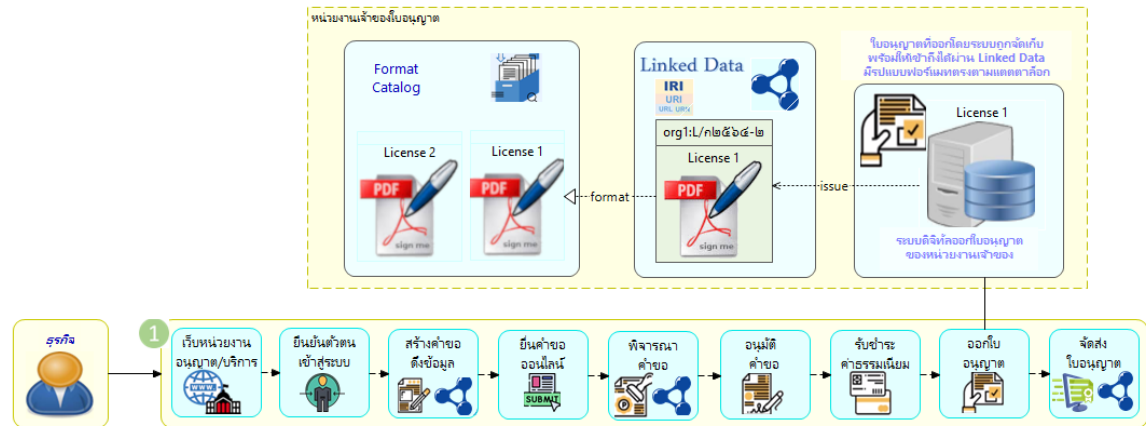 หน่วยงานเจ้าของใบอนุญาต
Format
Catalog
License 2
License 1
PDF
sign me
PDF
sign me
format
Linked Data
IRI
URI
URL URN
org1:L/ก๒๕๖๔-๒
License 1
PDF
sign me
issue
ใบอนุญาตที่ออกโดยระบบถูกจัดเก็บ
พร้อมให้เข้าถึงได้ผ่าน Linked Data
มีรูปแบบฟอร์แมทตรงตามแคตตาล็อก
License 1
ระบบดิจิทัลออกใบอนุญาต
ของหน่วยงานเจ้าของ
ธุรกิจ
1
เว็บหน่วยงาน
อนุญาต/บริการ
WWW
ยืนยันตัวตน
เข้าสู่ระบบ
สร้างคำขอ
ดึงข้อมูล
ยื่นคำขอ
ออนไลน์
SUBMIT
พิจารณา
คำขอ
อนุมัติ
คำขอ
รับชำระ
ค่าธรรมเนียม
ออกใบ
อนุญาต
จัดส่ง
ใบอนุญาต